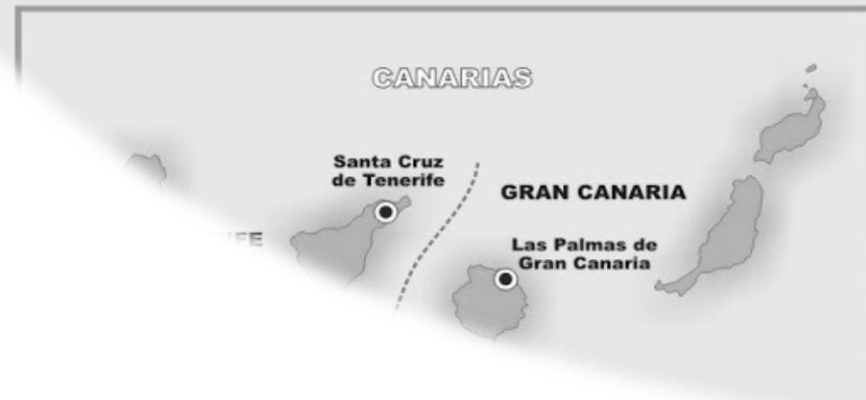 CANARIAS
Santa Cruz
de Tenerife
GRAN CANARIA
Las Palmas de
Gran Canaria